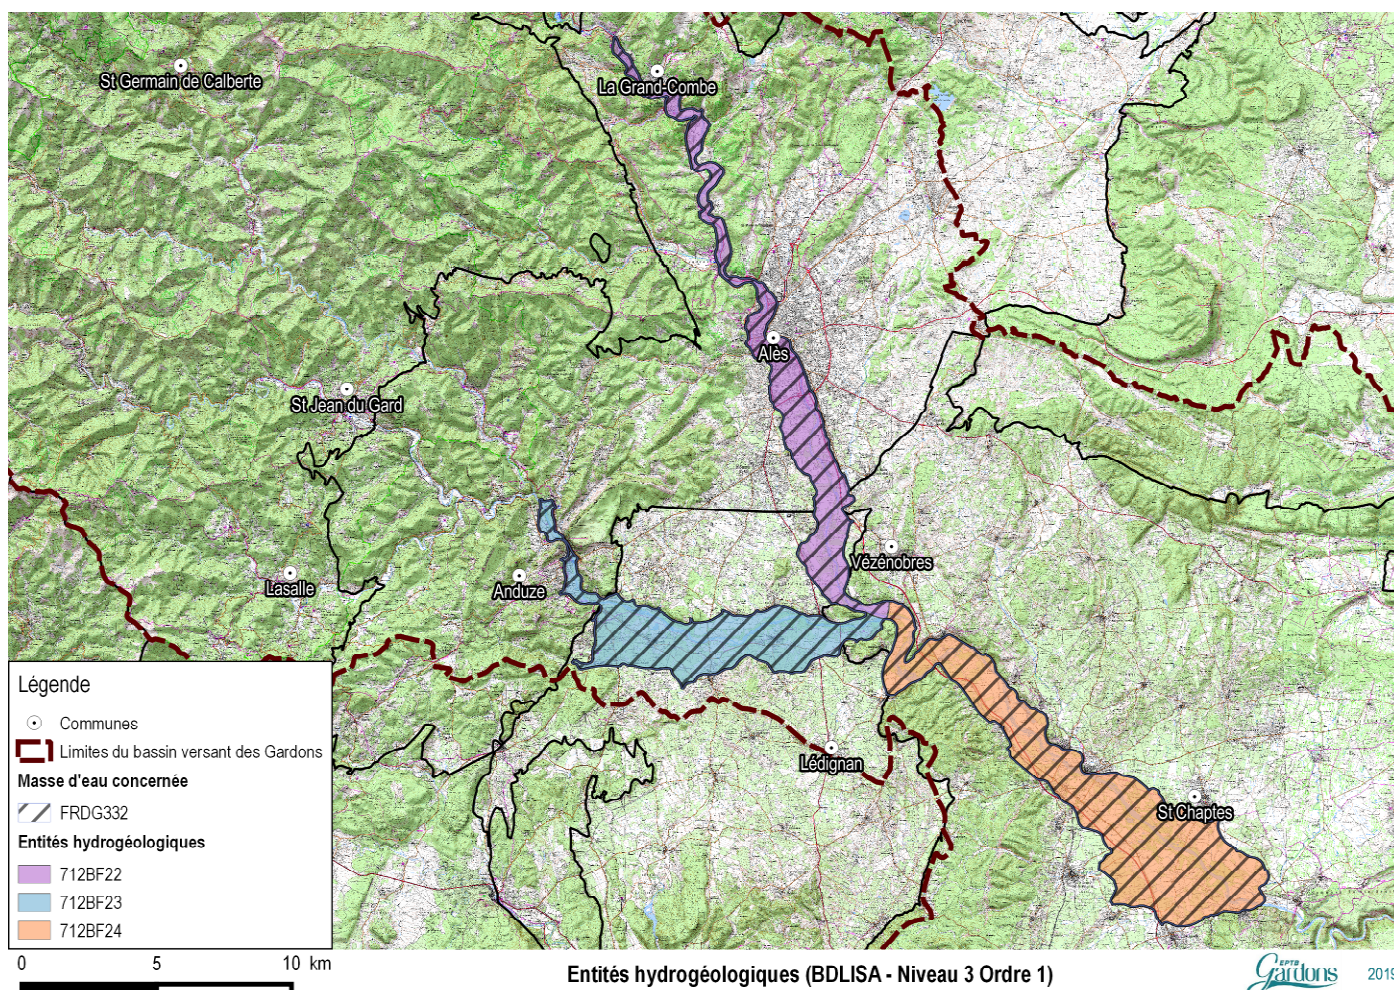 St Germain de Calberte
La Grand-Combe
Alès
St Jean du Gard
Vézénobres
Lasalle
Anduze
Lédignan
St Chaptes
Légende
Communes
Limites du bassin versant des Gardons
Masse d'eau concernée
FRDG332
Entités hydrogéologiques
712BF22
712BF23
712BF24
0 5 10 km
Entités hydrogéologiques (BDLISA - Niveau 3 Ordre 1)
EPTB
Gardons 2019